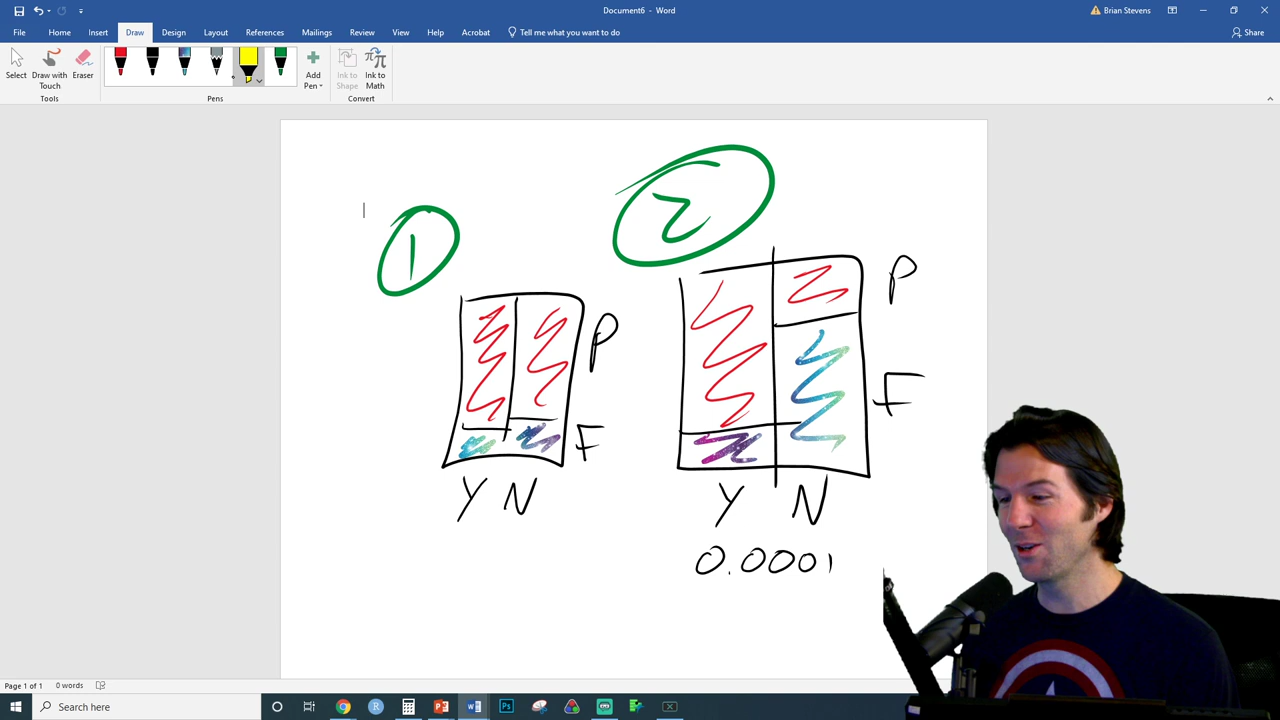 Document6 - Word
Brian Stevens
File Home Insert Draw Design Layout References Mailings Review View Help Acrobat Tell me what you want to do
Share
Select
Draw with
Touch
Eraser
Add
Pen
Ink to
Shape
Ink to
Math
Tools
Pens
Convert
1
2
P
F
Y N
P
F
Y N
0.0001
Page 1 of 1 0 words
Search here